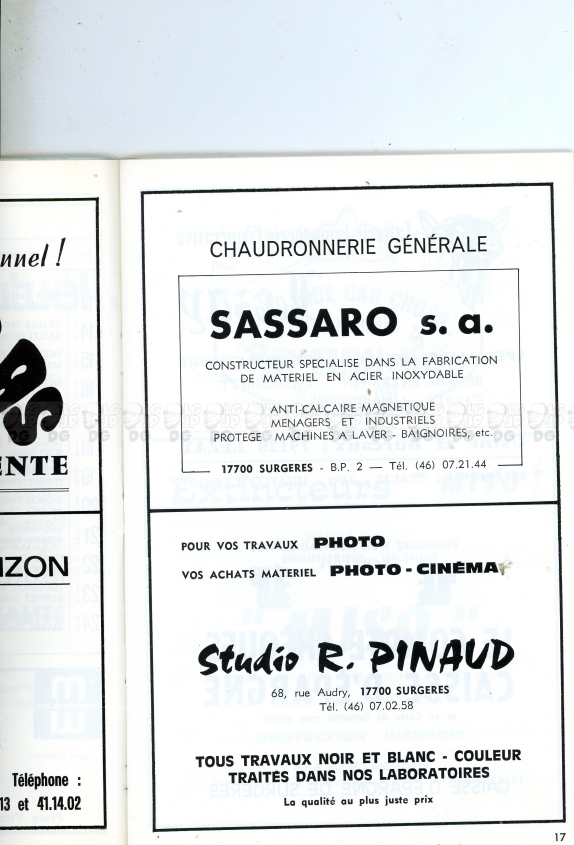 nnel !
ENTE
IZON
Téléphone :
13 et 41.14.02
CHAUDRONNERIE GÉNÉRALE
SASSARO s. a.
CONSTRUCTEUR SPECIALISE DANS LA FABRICATION
DE MATERIEL EN ACIER INOXYDABLE
ANTI-CALCAIRE MAGNETIQUE
MENAGERS ET INDUSTRIELS
PROTEGE MACHINES A LAVER - BAIGNOIRES, etc.
17700 SURGERES - B.P. 2 — Tél. (46) 07.21.44
POUR VOS TRAVAUX PHOTO
VOS ACHATS MATERIEL PHOTO - CINÉMA
Studio R. PINAUD
68, rue Audry, 17700 SURGERES
Tél. (46) 07.02.58
TOUS TRAVAUX NOIR ET BLANC - COULEUR
TRAITÉS DANS NOS LABORATOIRES
La qualité au plus juste prix
17